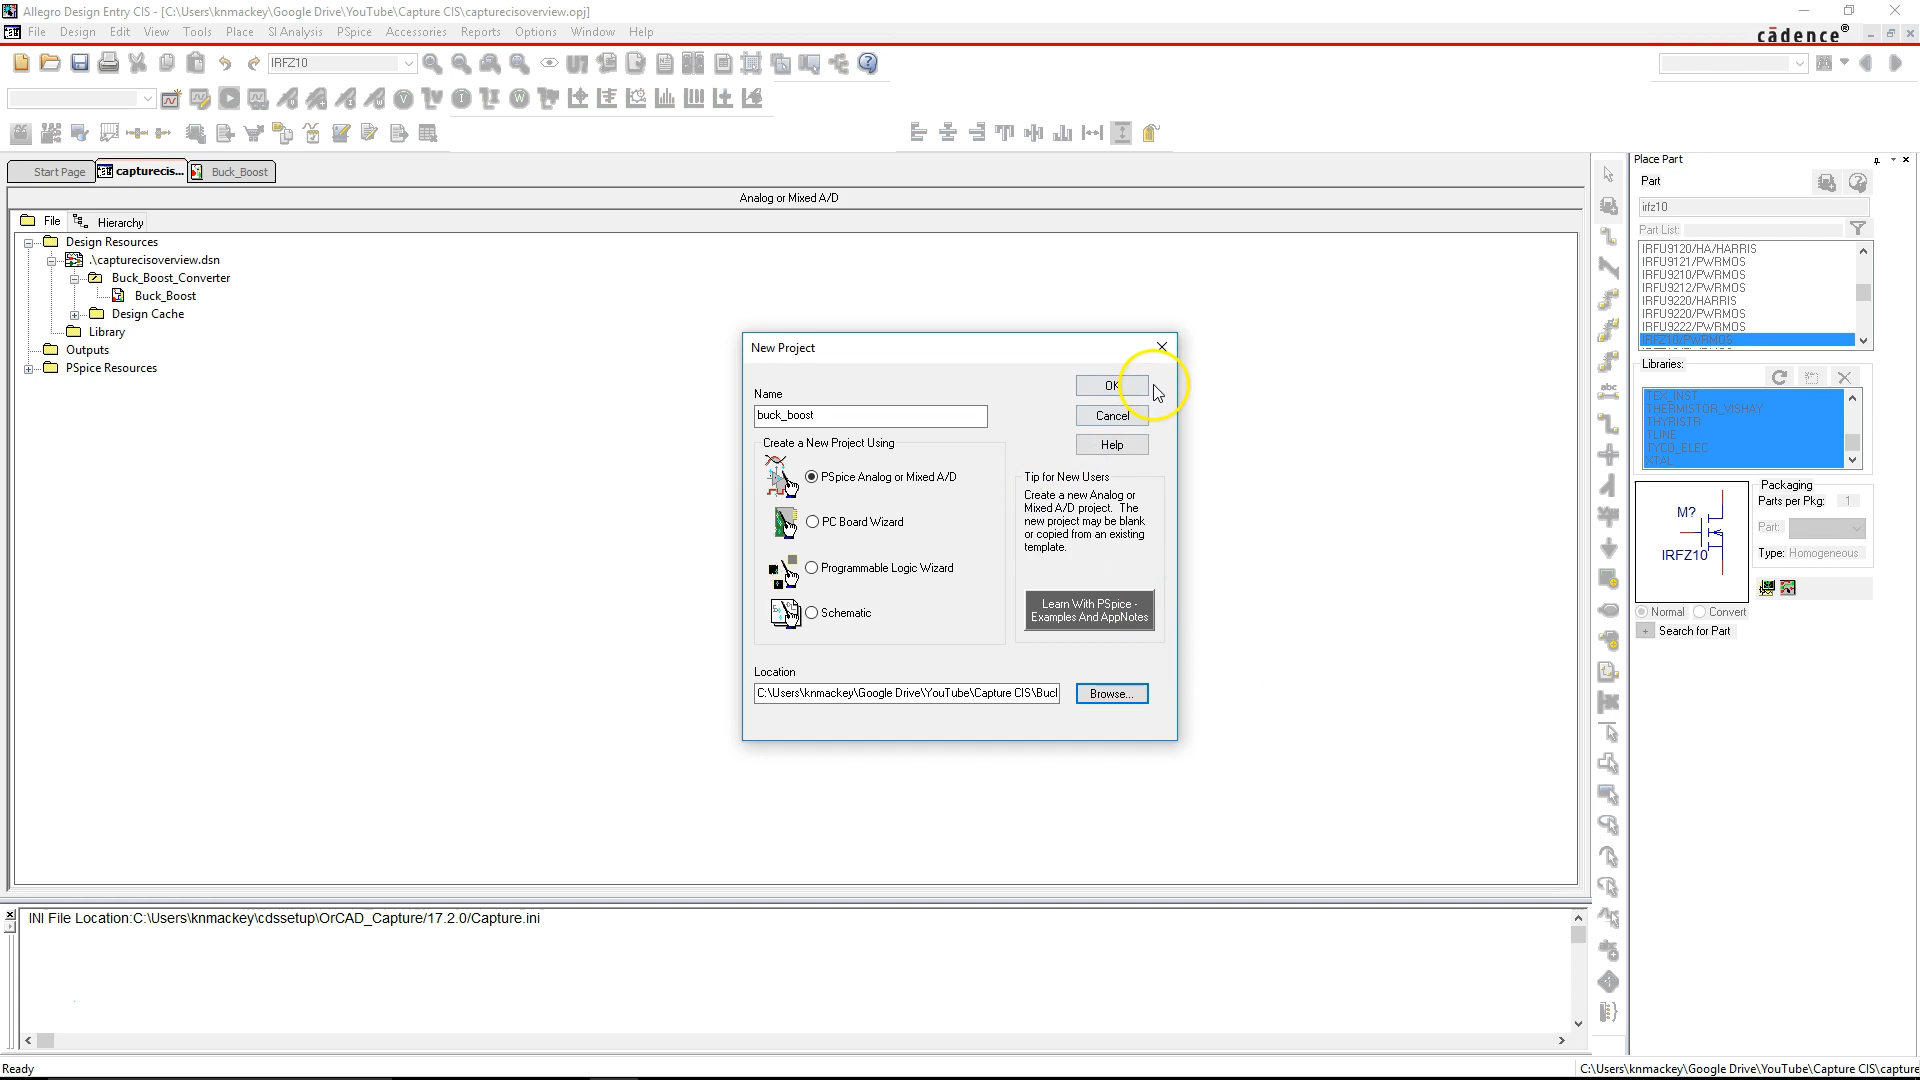 Allegro Design Entry CIS - [C:\Users\knmackey\Google Drive\YouTube\Capture CIS\capturecisoverview.opj]
File Design Edit View Tools Place SI Analysis PSpice Accessories Reports Options Window Help
cādence®
IRFZ10
Start Page
capturecis...
Buck_Boost
Analog or Mixed A/D
File
Hierarchy
Design Resources
.\capturecisoverview.dsn
Buck_Boost_Converter
Buck_Boost
Design Cache
Library
Outputs
PSpice Resources
New Project
Name
OK
buck_boost
Cancel
Help
Create a New Project Using
PSpice Analog or Mixed A/D
PC Board Wizard
Programmable Logic Wizard
Schematic
Tip for New Users
Create a new Analog or
Mixed A/D project. The
new project may be blank
or copied from an existing
template.
Learn With PSpice -
Examples And AppNotes
Location
C:\Users\knmackey\Google Drive\YouTube\Capture CIS\Bucl
Browse...
Place Part
Part
irfz10
Part List:
IRFU9120/HA/HARRIS
IRFU9121/PWRMOS
IRFU9210/PWRMOS
IRFU9212/PWRMOS
IRFU9220/HARRIS
IRFU9220/PWRMOS
IRFU9222/PWRMOS
IRFZ10/PWRMOS
Libraries:
TEX_INST
THERMISTOR_VISHAY
THYRISTR
TLINE
TYCO_ELEC
XTAL
M?
IRFZ10
Packaging
Parts per Pkg: 1
Part:
Type: Homogeneous
Normal
Convert
Search for Part
INI File Location:C:\Users\knmackey\cdssetup\OrCAD_Capture/17.2.0/Capture.ini
Ready
C:\Users\knmackey\Google Drive\YouTube\Capture CIS\capture